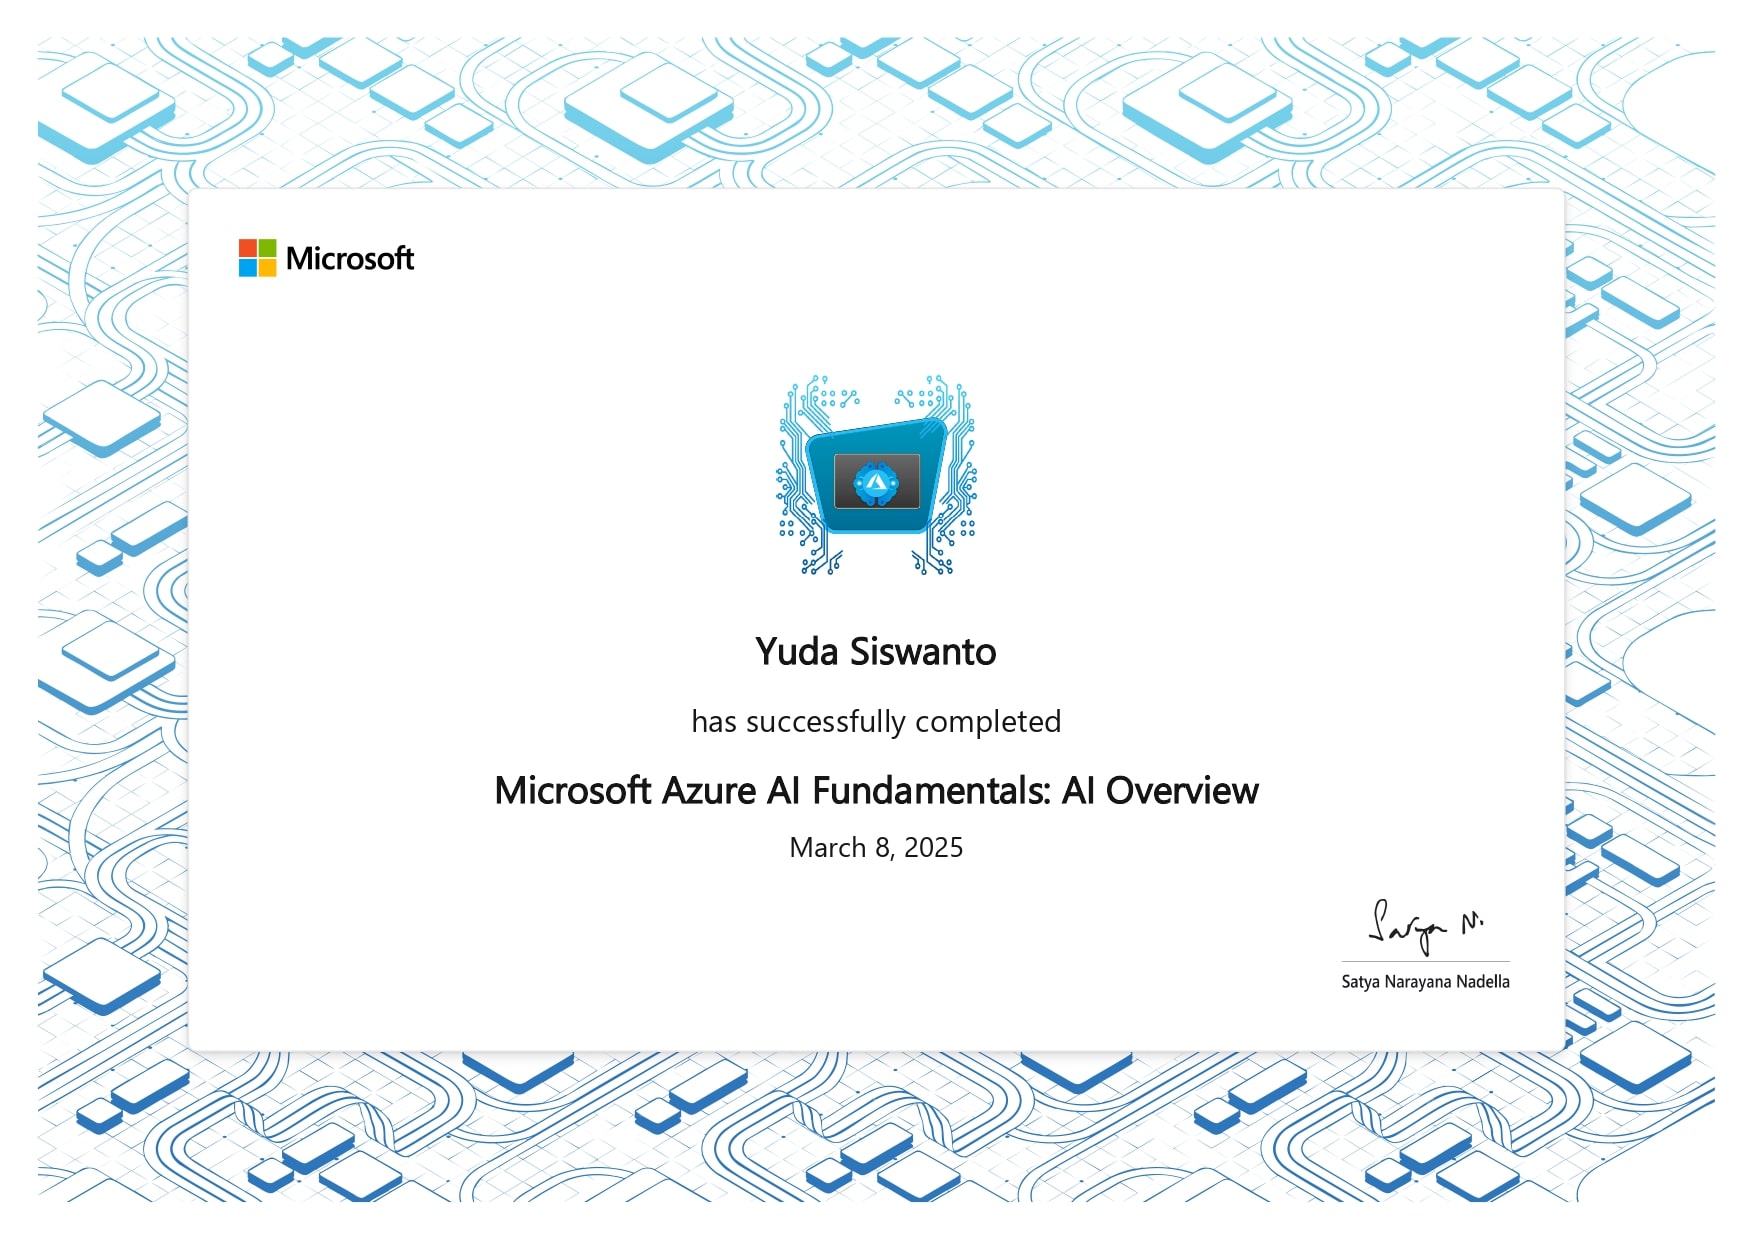 Microsoft
Yuda Siswanto
has successfully completed
Microsoft Azure AI Fundamentals: AI Overview
March 8, 2025
Satya N.
Satya Narayana Nadella